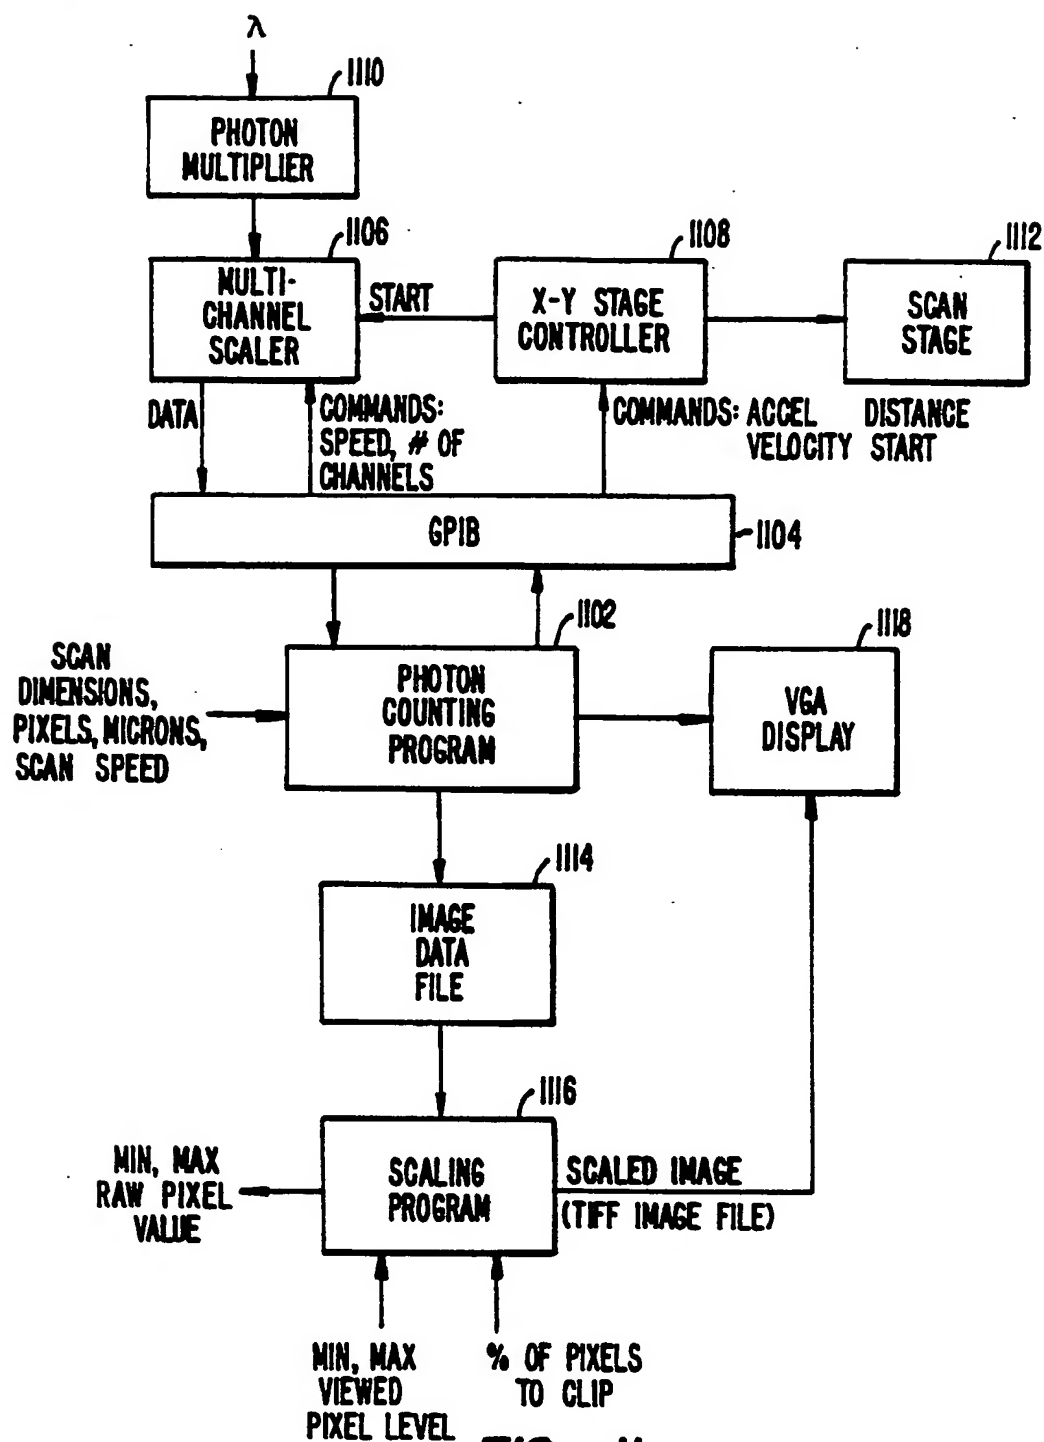 λ
1110
PHOTON
MULTIPLIER
1106
MULTI-
CHANNEL
SCALER
START
1108
X-Y STAGE
CONTROLLER
1112
SCAN
STAGE
DATA
COMMANDS:
SPEED, # OF
CHANNELS
COMMANDS: ACCEL DISTANCE
VELOCITY START
GPIB
1104
1102
SCAN
DIMENSIONS,
PIXELS, MICRONS,
SCAN SPEED
PHOTON
COUNTING
PROGRAM
1118
VGA
DISPLAY
1114
IMAGE
DATA
FILE
1116
MIN, MAX
RAW PIXEL
VALUE
SCALING
PROGRAM
SCALED IMAGE
(TIFF IMAGE FILE)
MIN, MAX
VIEWED
PIXEL LEVEL
% OF PIXELS
TO CLIP